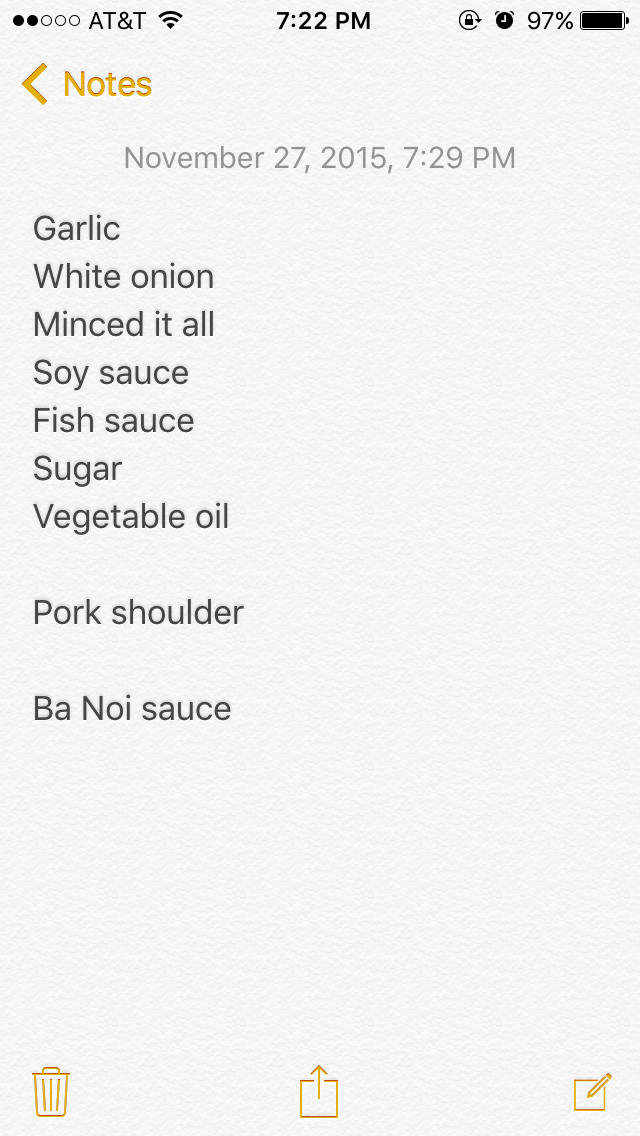 AT&T 7:22 PM 97%
Notes
November 27, 2015, 7:29 PM
Garlic
White onion
Minced it all
Soy sauce
Fish sauce
Sugar
Vegetable oil
Pork shoulder
Ba Noi sauce